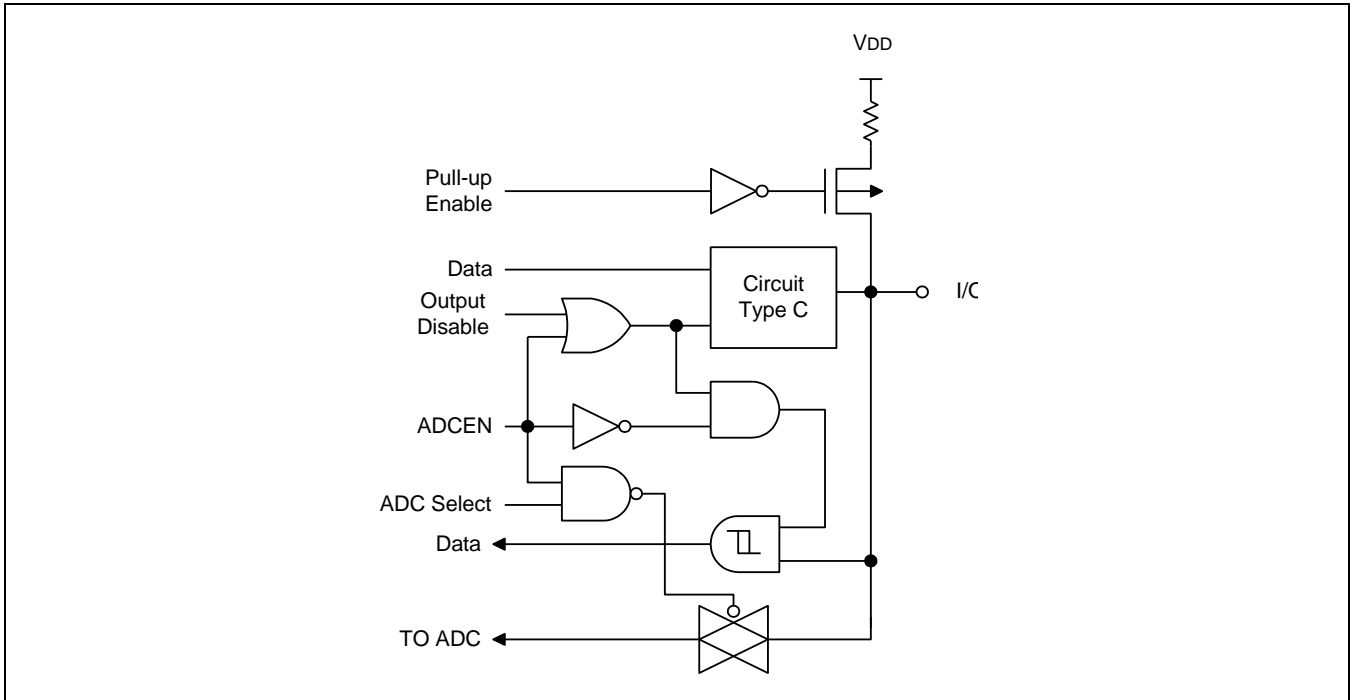 VDD
Pull-up
Enable
Data
Circuit
Type C
I/C
Output
Disable
ADCEN
ADC Select
Data
TO ADC